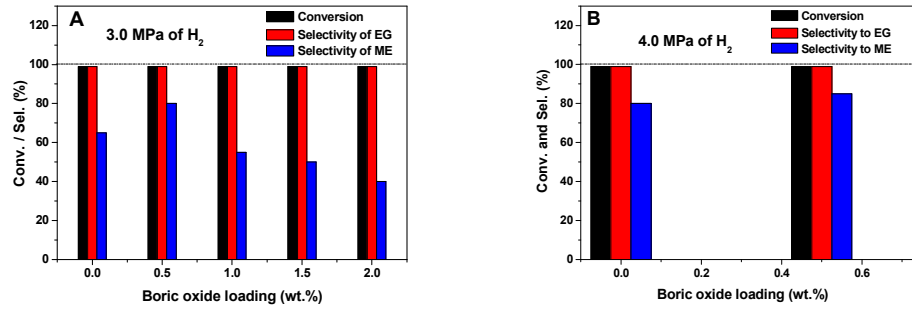 A
3.0 MPa of H₂
Conversion
Selectivity of EG
Selectivity of ME
Conv. / Sel. (%)
120
100
80
60
40
20
0
0.0 0.5 1.0 1.5 2.0
Boric oxide loading (wt.%)
B
4.0 MPa of H₂
Conversion
Selectivity to EG
Selectivity to ME
Conv. and Sel. (%)
120
100
80
60
40
20
0
0.0 0.2 0.4 0.6
Boric oxide loading (wt.%)